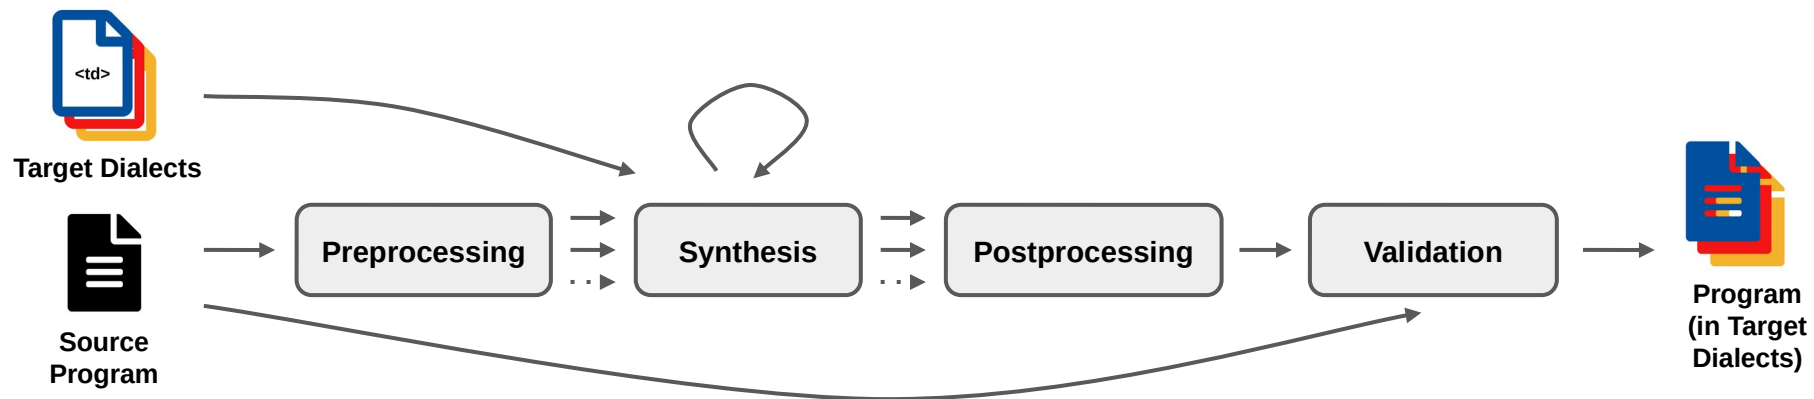 <td>
Target Dialects
Source
Program
Preprocessing
Synthesis
Postprocessing
Validation
Program
(in Target
Dialects)